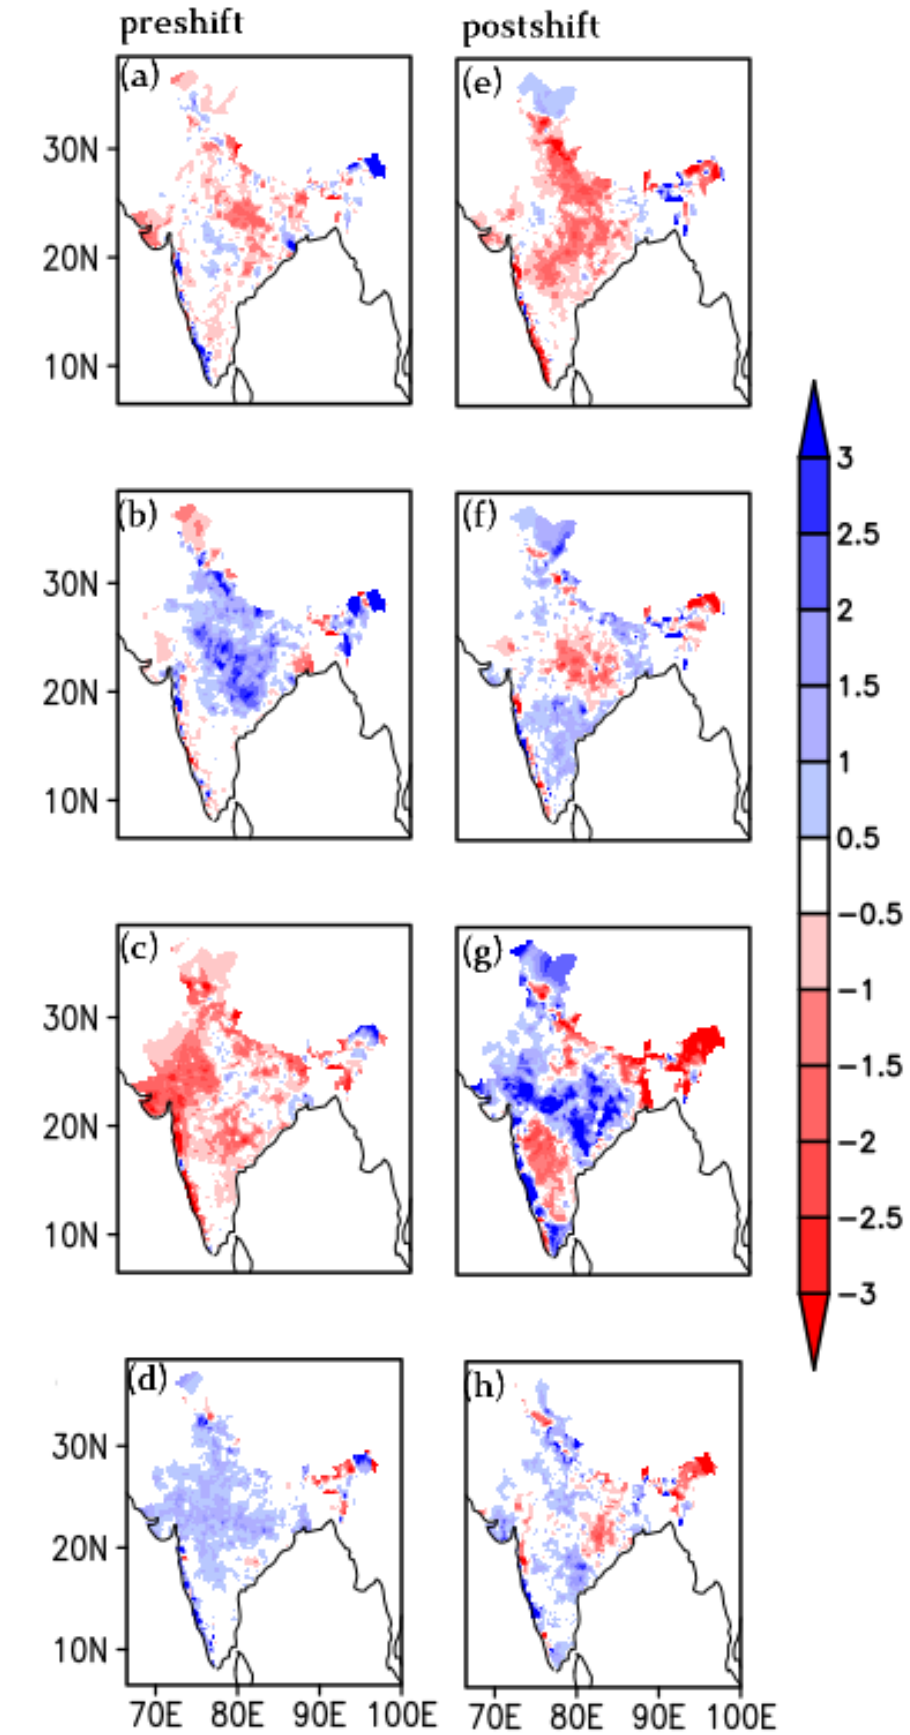 preshift postshift
(a) (e)
30N
20N
10N
(b) (f)
30N
20N
10N
(c) (g)
30N
20N
10N
(d) (h)
30N
20N
10N
70E 80E 90E 100E 70E 80E 90E 100E
3
2.5
2
1.5
1
0.5
−0.5
−1
−1.5
−2
−2.5
−3